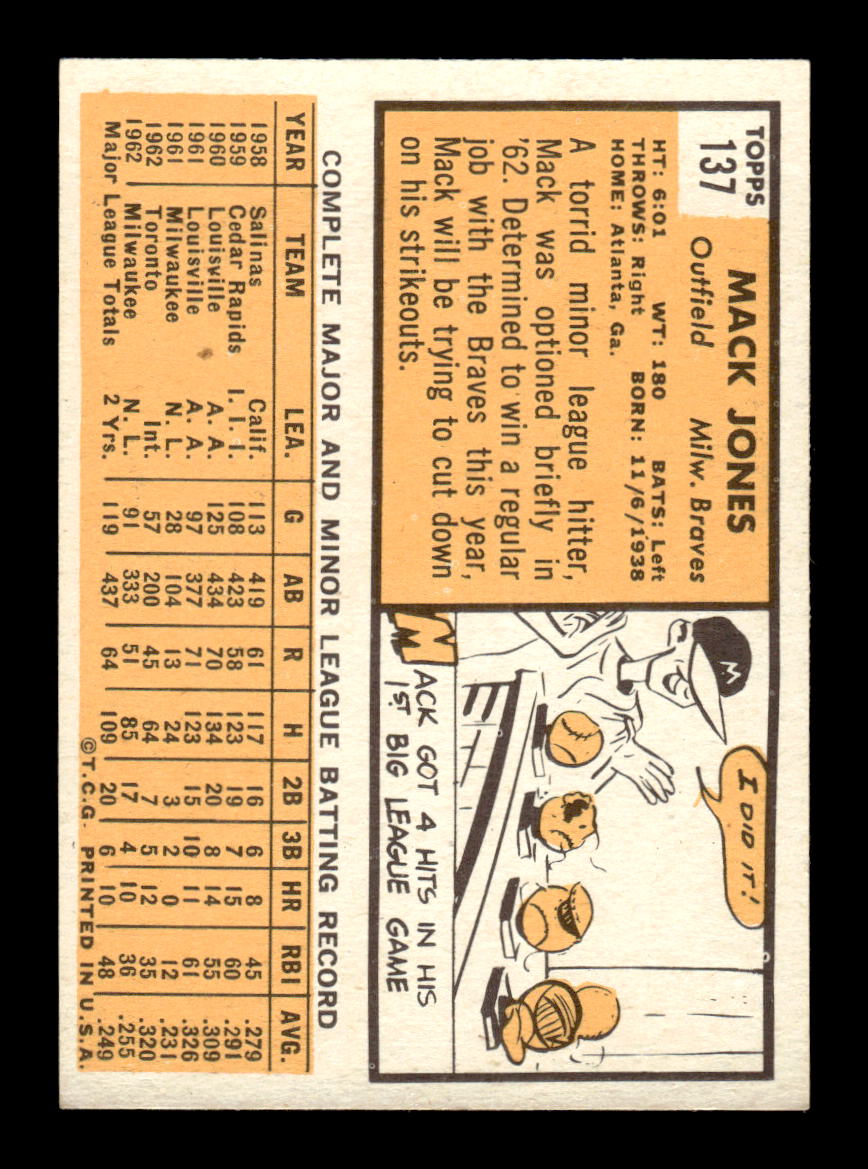 TOPPS
137
MACK JONES
Outfield Milw. Braves
HT: 6:01 WT: 180 BATS: Left
THROWS: Right BORN: 11/6/1938
HOME: Atlanta, Ga.
A torrid minor league hitter,
Mack was optioned briefly in
'62. Determined to win a regular
job with the Braves this year,
Mack will be trying to cut down
on his strikeouts.
M
I DID IT!
MACK GOT 4 HITS IN HIS
1ST BIG LEAGUE GAME
COMPLETE MAJOR AND MINOR LEAGUE BATTING RECORD
YEAR TEAM LEA. G AB R H 2B 3B HR RBI AVG.
1958 Salinas Calif. 113 419 61 117 16 6 8 45 .279
1959 Cedar Rapids I. I. I. 108 423 58 123 19 7 15 60 .291
1960 Louisville A. A. 125 434 70 134 20 8 14 55 .309
1961 Louisville A. A. 97 377 71 123 15 10 11 61 .326
1961 Milwaukee N. L. 28 104 13 24 3 2 0 12 .231
1962 Toronto Int. 57 200 45 64 7 5 12 35 .320
1962 Milwaukee N. L. 91 333 51 85 17 4 10 36 .255
Major League Totals 2 Yrs. 119 437 64 109 20 6 10 48 .249
©T.C.G. PRINTED IN U.S.A.